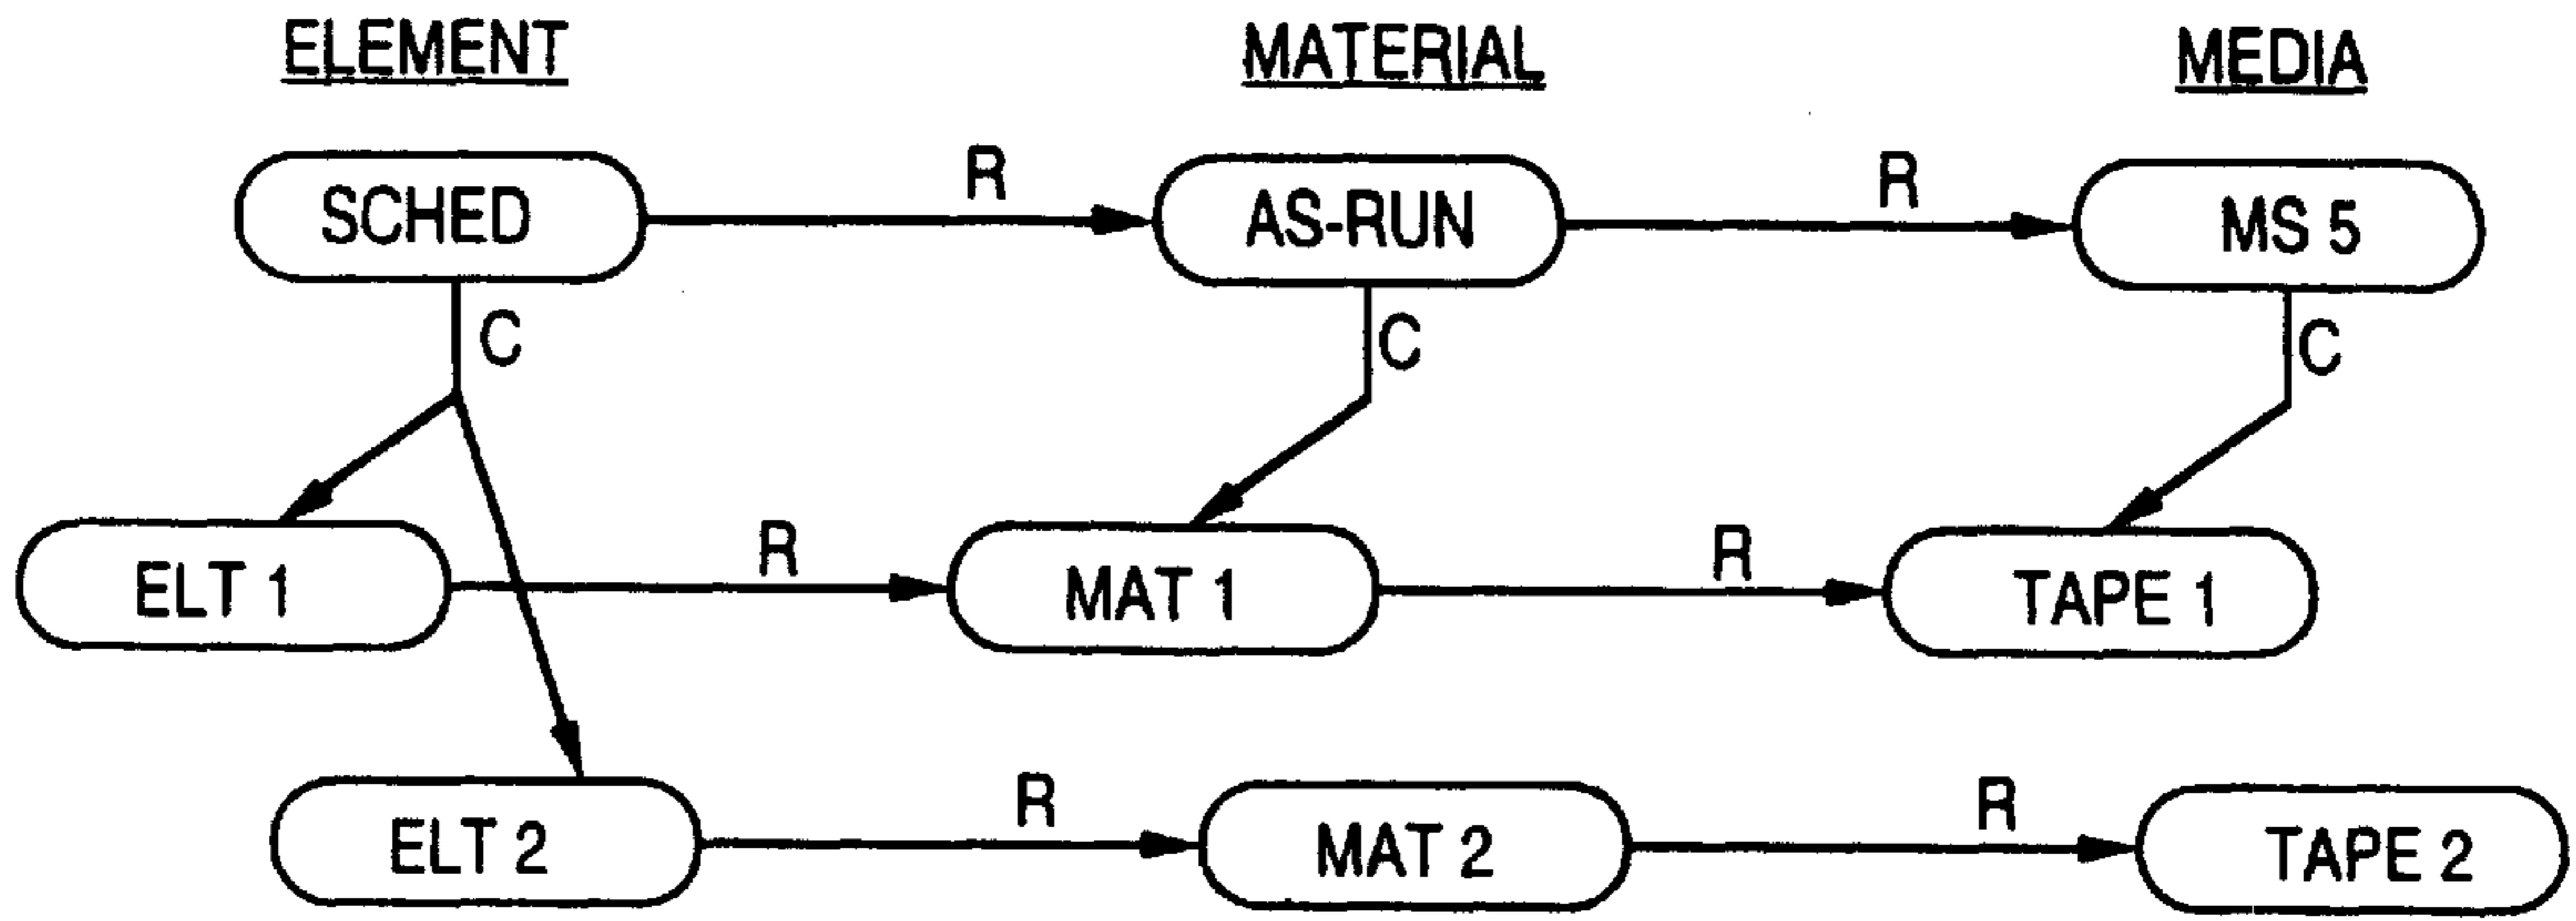 ELEMENT MATERIAL MEDIA
SCHED R AS-RUN R MS 5
C C C
ELT 1 R MAT 1 R TAPE 1
ELT 2 R MAT 2 R TAPE 2